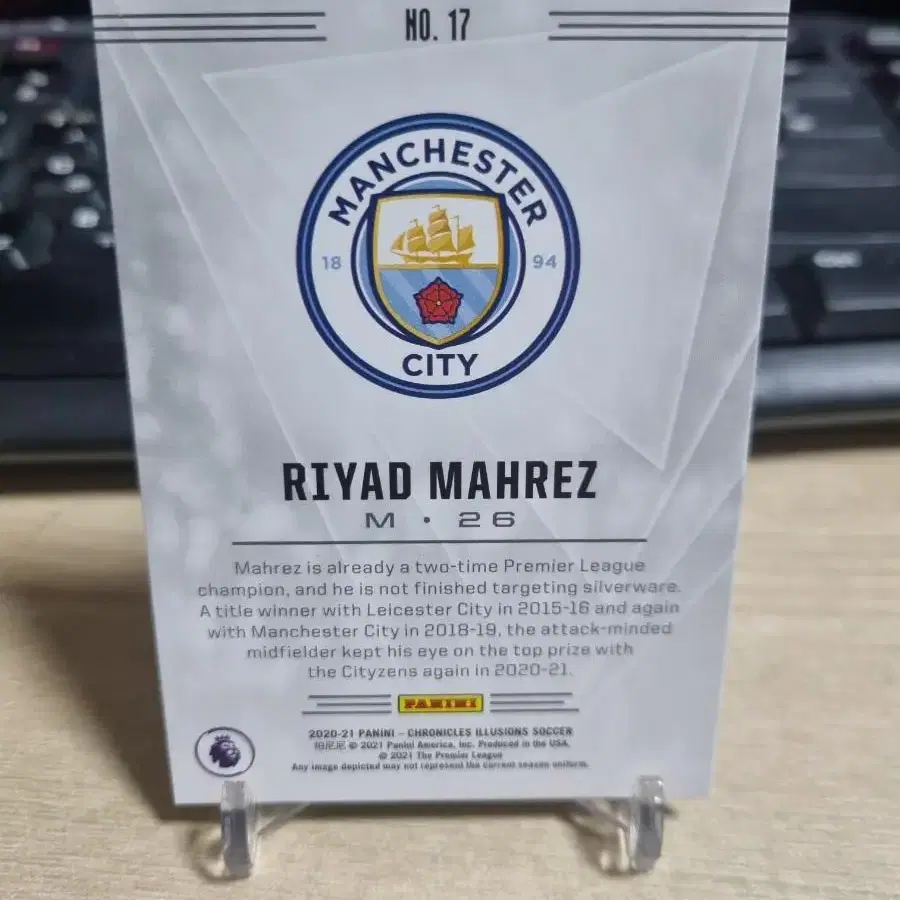 NO. 17
MANCHESTER
18 94
CITY
RIYAD MAHREZ
M • 26
Mahrez is already a two-time Premier League
champion, and he is not finished targeting silverware.
A title winner with Leicester City in 2015-16 and again
with Manchester City in 2018-19, the attack-minded
midfielder kept his eye on the top prize with
the Cityzens again in 2020-21.
PANINI
2020-21 PANINI – CHRONICLES ILLUSIONS SOCCER
帕尼尼 © 2021 Panini America, Inc. Produced in the USA.
© 2021 The Premier League
Any image depicted may not represent the current season uniform.